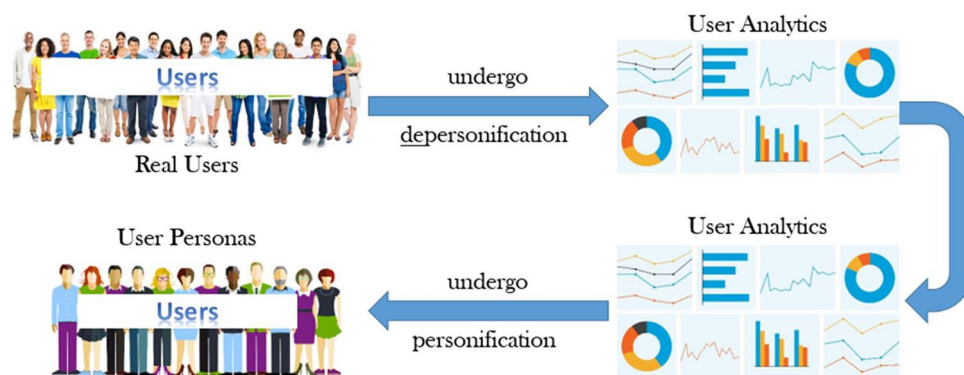 Users
Real Users
undergo
depersonification
User Analytics
User Analytics
undergo
personification
User Personas
Users